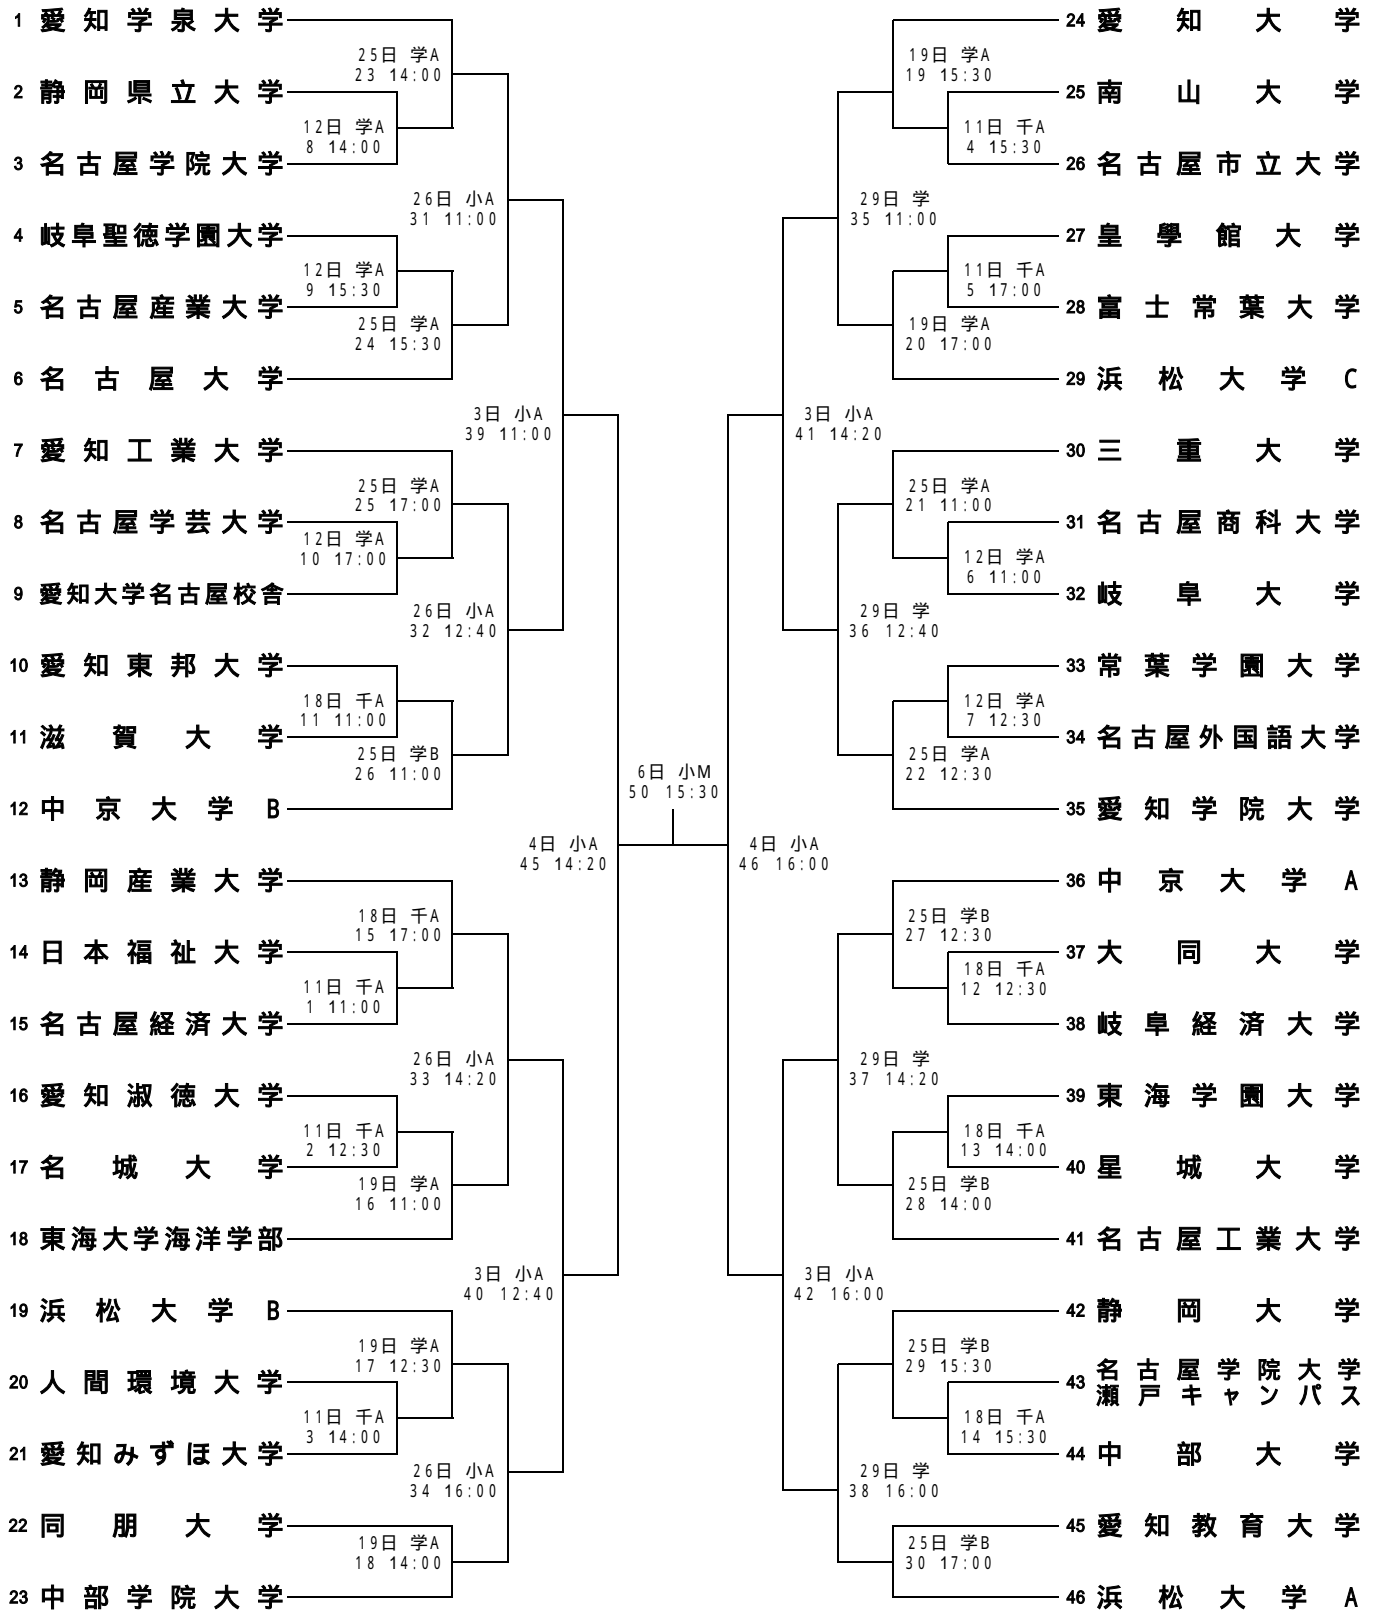 1 愛知学泉大学
25日 学A
23 14:00
2 静岡県立大学
12日 学A
8 14:00
3 名古屋学院大学
26日 小A
31 11:00
4 岐阜聖徳学園大学
12日 学A
9 15:30
5 名古屋産業大学
25日 学A
24 15:30
6 名古屋大学
3日 小A
39 11:00
7 愛知工業大学
25日 学A
25 17:00
8 名古屋学芸大学
12日 学A
10 17:00
9 愛知大学名古屋校舎
26日 小A
32 12:40
10 愛知東邦大学
18日 千A
11 11:00
11 滋賀大学
25日 学B
26 11:00
12 中京大学B
4日 小A
45 14:20
13 静岡産業大学
18日 千A
15 17:00
14 日本福祉大学
11日 千A
1 11:00
15 名古屋経済大学
26日 小A
33 14:20
16 愛知淑徳大学
11日 千A
2 12:30
17 名城大学
19日 学A
16 11:00
18 東海大学海洋学部
3日 小A
40 12:40
19 浜松大学B
19日 学A
17 12:30
20 人間環境大学
11日 千A
3 14:00
21 愛知みずほ大学
26日 小A
34 16:00
22 同朋大学
19日 学A
18 14:00
23 中部学院大学
6日 小M
50 15:30
24 愛知大学
19日 学A
19 15:30
25 南山大学
11日 千A
4 15:30
26 名古屋市立大学
29日 学
35 11:00
27 皇學館大学
11日 千A
5 17:00
28 富士常葉大学
19日 学A
20 17:00
29 浜松大学C
3日 小A
41 14:20
30 三重大学
25日 学A
21 11:00
31 名古屋商科大学
12日 学A
6 11:00
32 岐阜大学
29日 学
36 12:40
33 常葉学園大学
12日 学A
7 12:30
34 名古屋外国語大学
25日 学A
22 12:30
35 愛知学院大学
4日 小A
46 16:00
36 中京大学A
25日 学B
27 12:30
37 大同大学
18日 千A
12 12:30
38 岐阜経済大学
29日 学
37 14:20
39 東海学園大学
18日 千A
13 14:00
40 星城大学
25日 学B
28 14:00
41 名古屋工業大学
3日 小A
42 16:00
42 静岡大学
25日 学B
29 15:30
43 名古屋学院大学
瀬戸キャンパス
18日 千A
14 15:30
44 中部大学
29日 学
38 16:00
45 愛知教育大学
25日 学B
30 17:00
46 浜松大学A